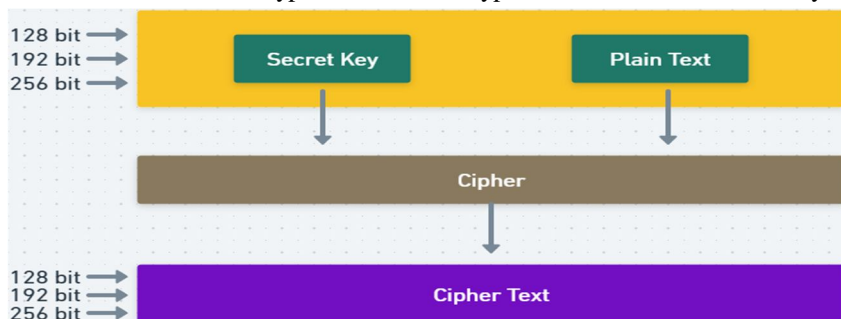 128 bit
192 bit
256 bit
Secret Key
Plain Text
Cipher
128 bit
192 bit
256 bit
Cipher Text